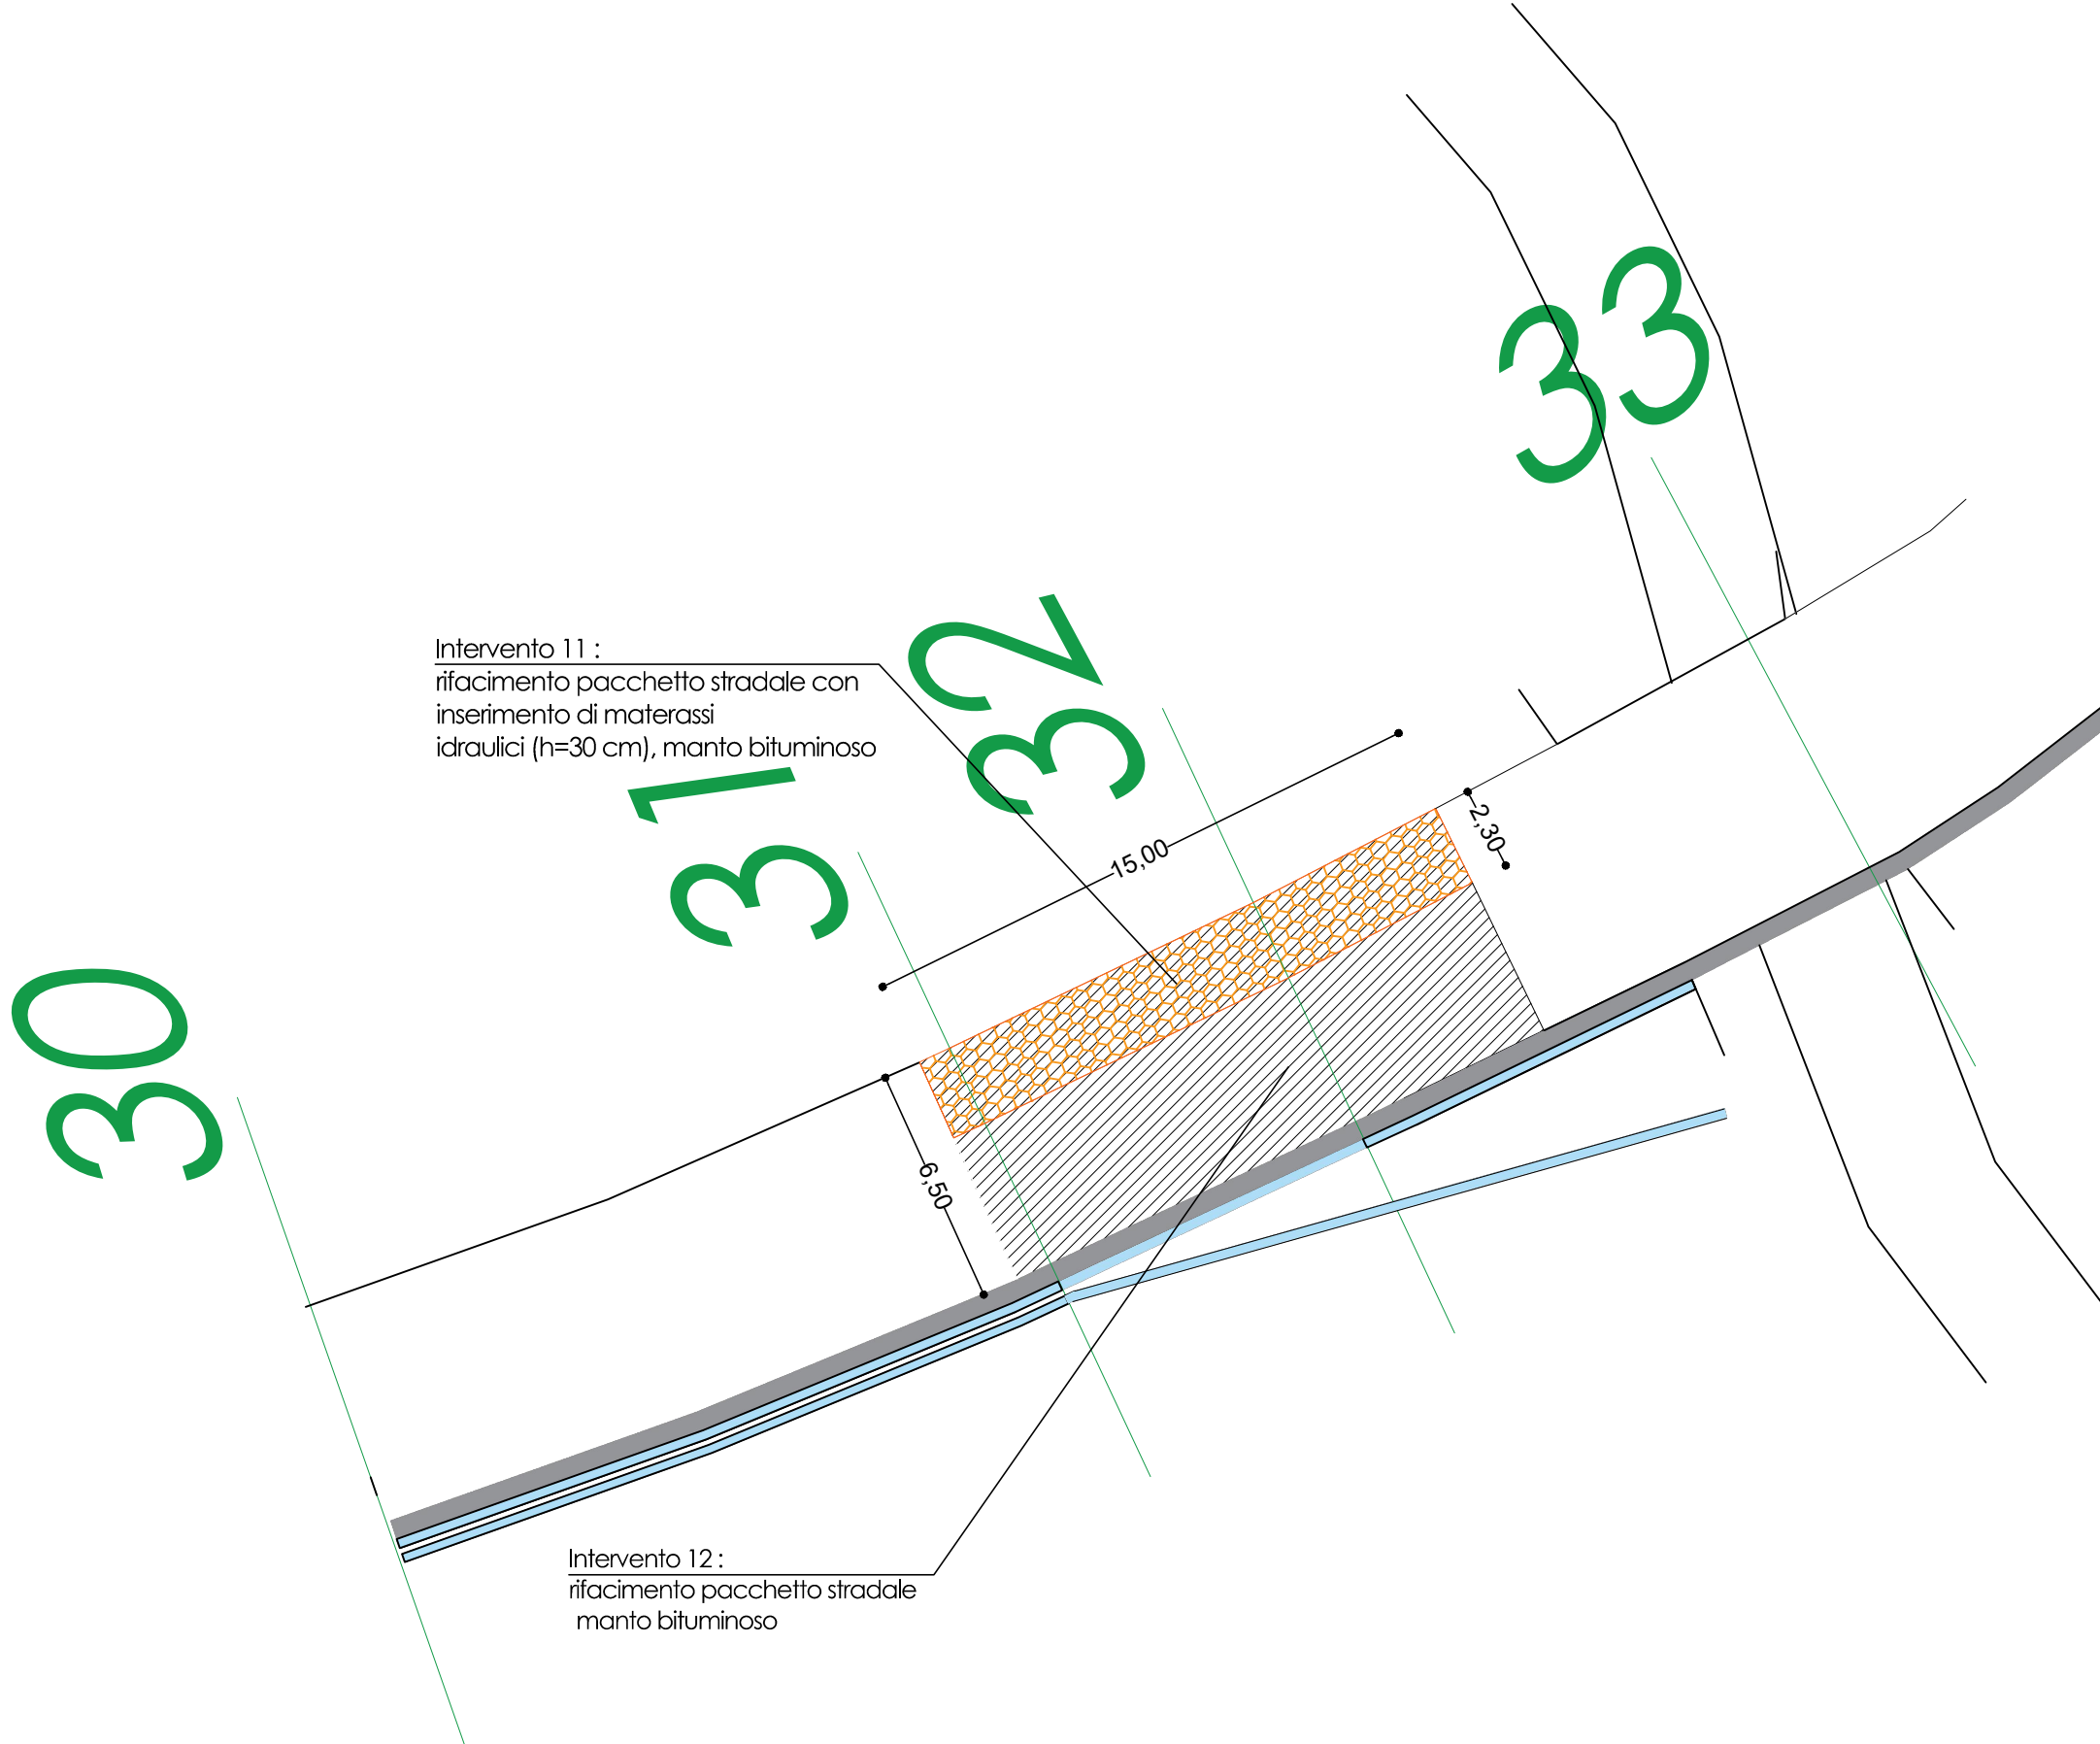 33
32
Intervento 11 :
rifacimento pacchetto stradale con
inserimento di materassi
idraulici (h=30 cm), manto bituminoso
31
15,00
2,30
30
6,50
Intervento 12 :
rifacimento pacchetto stradale
manto bituminoso